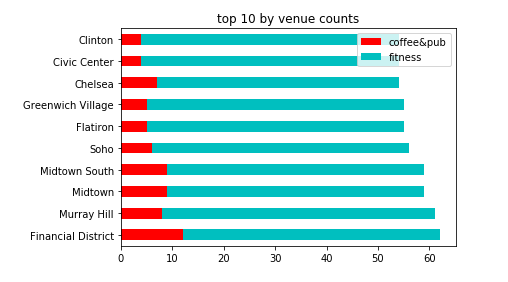 top 10 by venue counts
coffee&pub
fitness
Clinton
Civic Center
Chelsea
Greenwich Village
Flatiron
Soho
Midtown South
Midtown
Murray Hill
Financial District
0 10 20 30 40 50 60